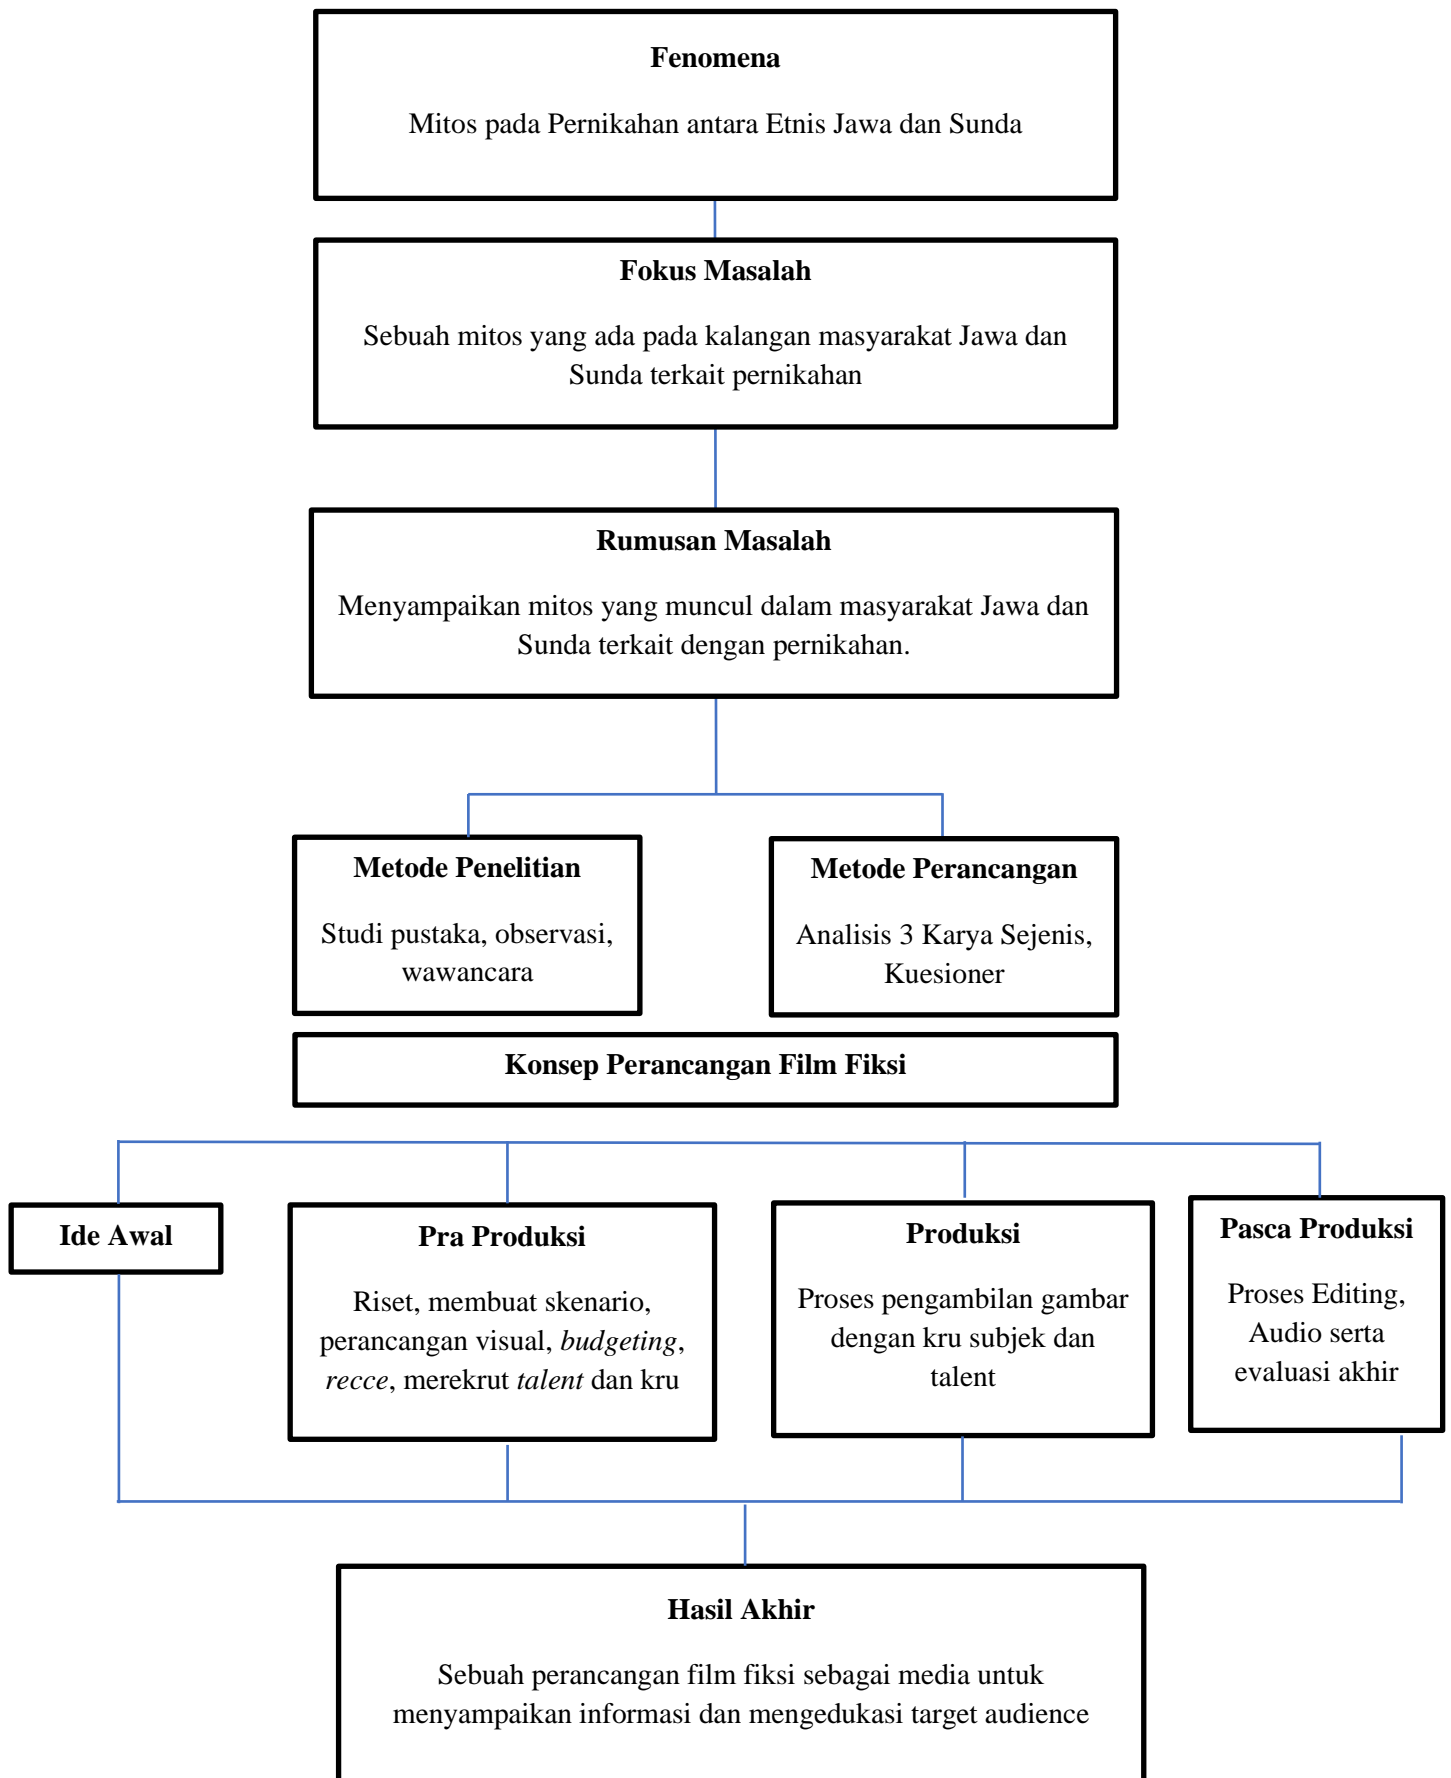 Fenomena
Mitos pada Pernikahan antara Etnis Jawa dan Sunda
Fokus Masalah
Sebuah mitos yang ada pada kalangan masyarakat Jawa dan
Sunda terkait pernikahan
Rumusan Masalah
Menyampaikan mitos yang muncul dalam masyarakat Jawa dan
Sunda terkait dengan pernikahan.
Metode Penelitian
Studi pustaka, observasi,
wawancara
Metode Perancangan
Analisis 3 Karya Sejenis,
Kuesioner
Konsep Perancangan Film Fiksi
Ide Awal
Pra Produksi
Riset, membuat skenario,
perancangan visual, budgeting,
recce, merekrut talent dan kru
Produksi
Proses pengambilan gambar
dengan kru subjek dan
talent
Pasca Produksi
Proses Editing,
Audio serta
evaluasi akhir
Hasil Akhir
Sebuah perancangan film fiksi sebagai media untuk
menyampaikan informasi dan mengedukasi target audience